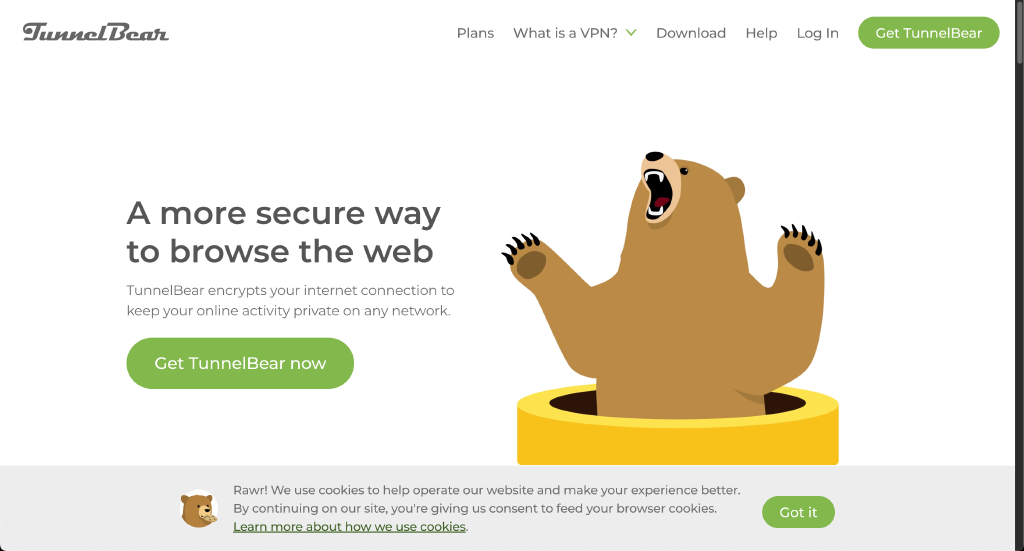 TunnelBear
Plans
What is a VPN?
Download
Help
Log In
Get TunnelBear
A more secure way
to browse the web
TunnelBear encrypts your internet connection to
keep your online activity private on any network.
Get TunnelBear now
Rawr! We use cookies to help operate our website and make your experience better.
By continuing on our site, you're giving us consent to feed your browser cookies.
Learn more about how we use cookies.
Got it